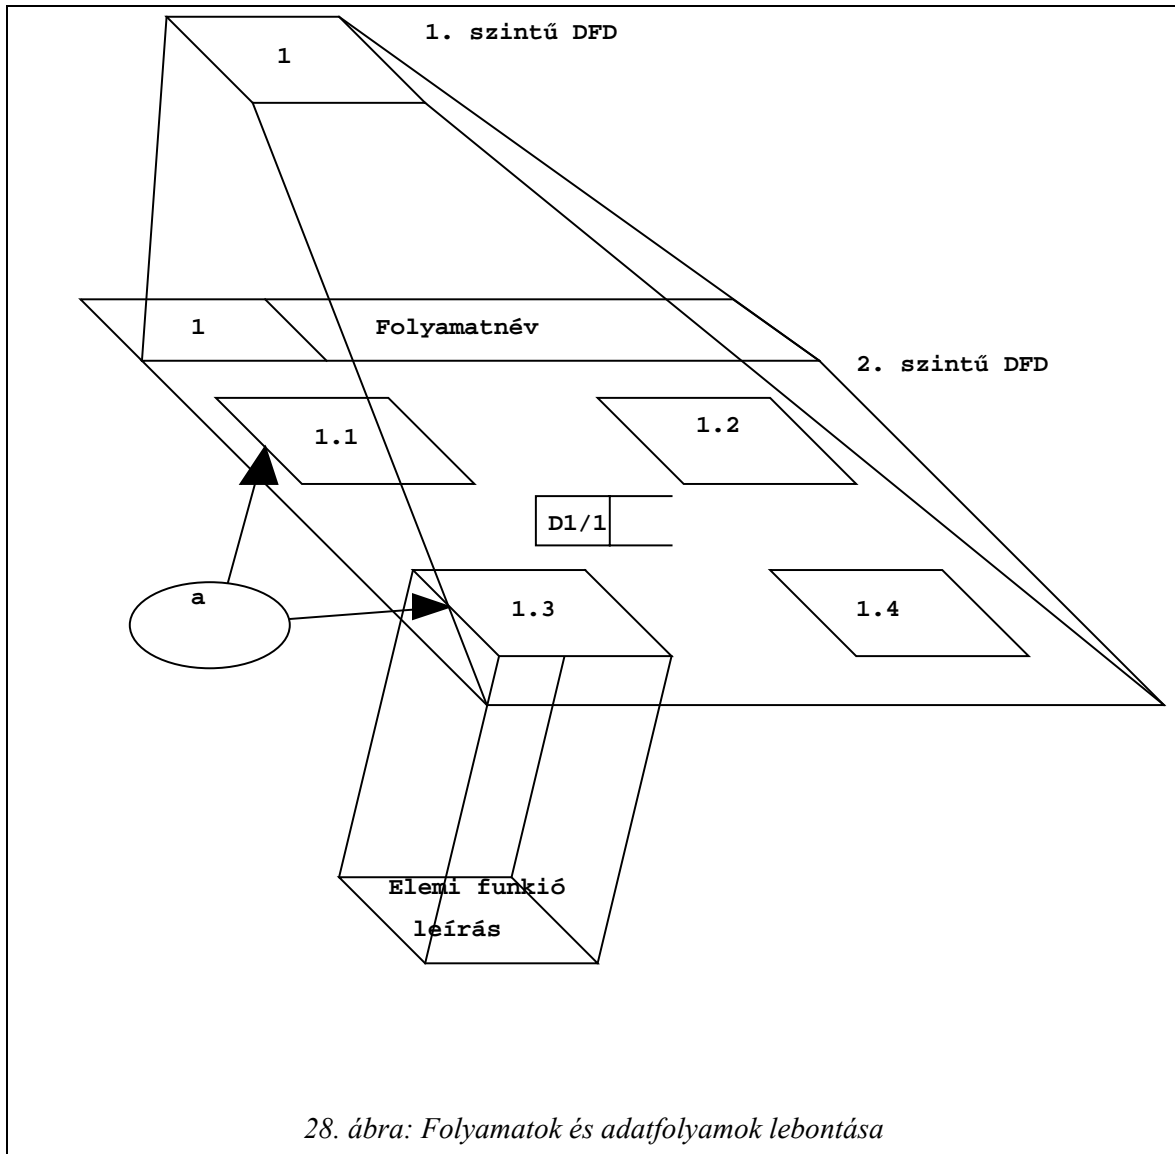 1. szintű DFD
1
1
Folyamatnév
2. szintű DFD
1.1
1.2
D1/1
a
1.3
1.4
Elemi funkió
leírás
28. ábra: Folyamatok és adatfolyamok lebontása